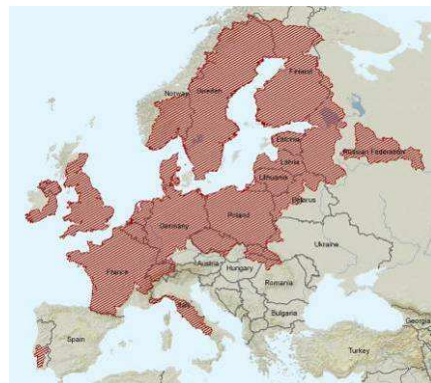 Norway
Sweden
Finland
Estonia
Russian Federation
Latvia
Lithuania
Belarus
Poland
Germany
Ukraine
France
Austria
Hungary
Romania
Italy
Bulgaria
Georgia
Spain
Turkey